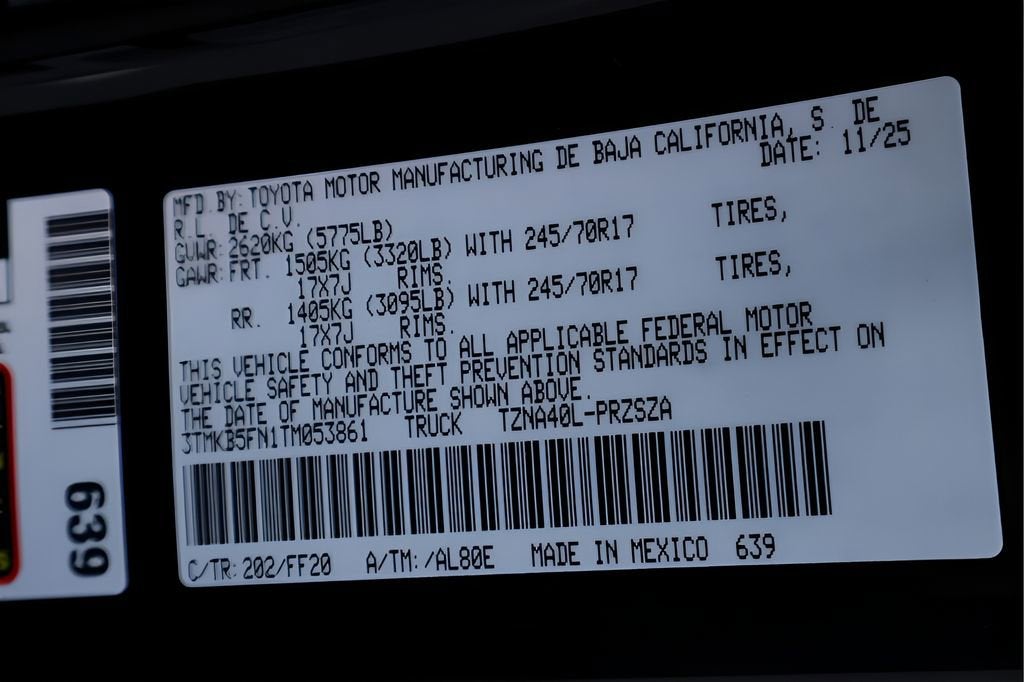 MFD BY: TOYOTA MOTOR MANUFACTURING DE BAJA CALIFORNIA, S. DE
R.L. DE C.V. DATE: 11/25
GVWR: 2620KG (5775LB)
GAWR: FRT. 1505KG (3320LB) WITH 245/70R17 TIRES,
17X7J RIMS.
RR. 1405KG (3095LB) WITH 245/70R17 TIRES,
17X7J RIMS.
THIS VEHICLE CONFORMS TO ALL APPLICABLE FEDERAL MOTOR
VEHICLE SAFETY AND THEFT PREVENTION STANDARDS IN EFFECT ON
THE DATE OF MANUFACTURE SHOWN ABOVE.
3TMKB5FN1TM053861 TRUCK TZNA40L-PRZSZA
C/TR: 202/FF20 A/TM: /AL80E MADE IN MEXICO 639
639